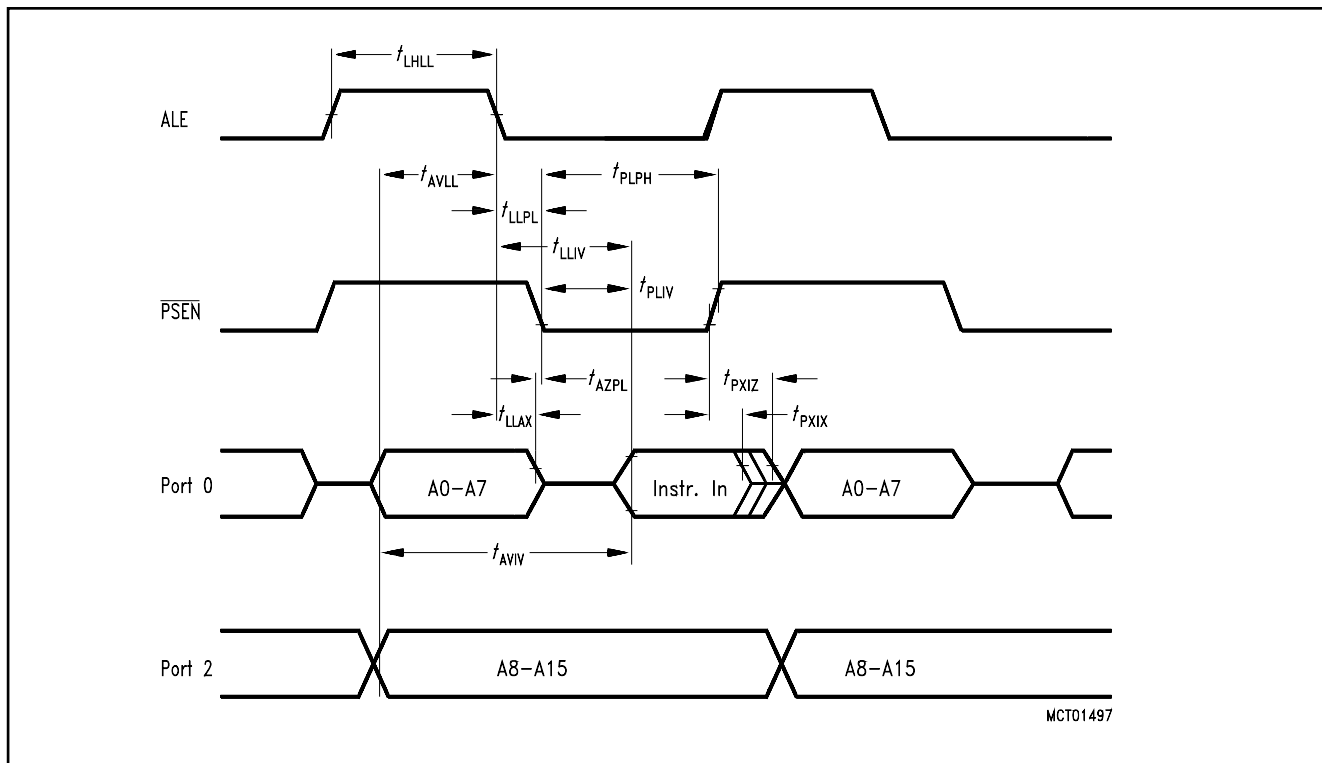 tLHLL
ALE
tAVLL
tPLPH
tLLPL
tLLIV
tPLIV
PSEN
tAZPL
tPXIZ
tLLAX
tPXIX
Port 0
A0-A7
Instr. In
A0-A7
tAVIV
Port 2
A8-A15
A8-A15
MCT01497